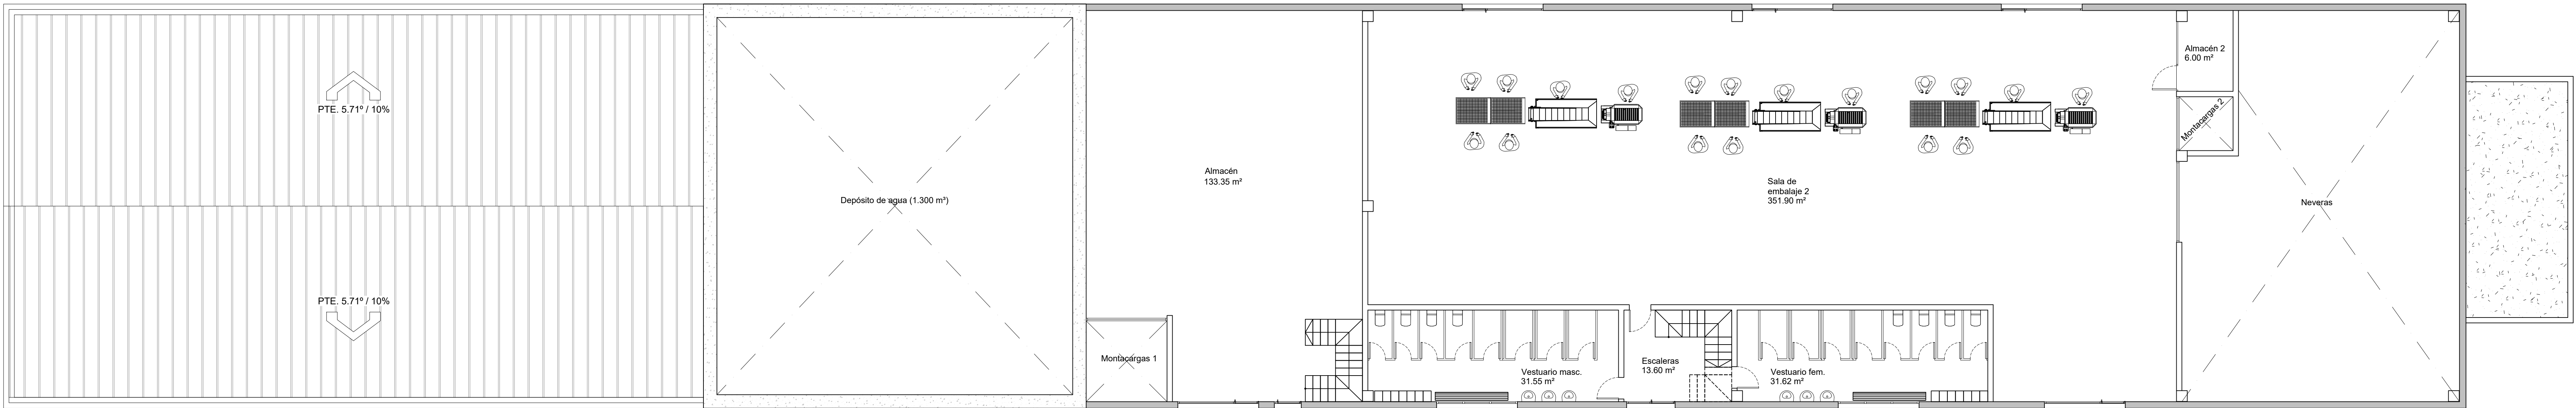 PTE. 5.71º / 10%
PTE. 5.71º / 10%
Depósito de agua (1.300 m³)
Almacén
133.35 m²
Montacargas 1
Sala de
embalaje 2
351.90 m²
Vestuario masc.
31.55 m²
Escaleras
13.60 m²
Vestuario fem.
31.62 m²
Almacén 2
6.00 m²
Montacargas 2
Neveras